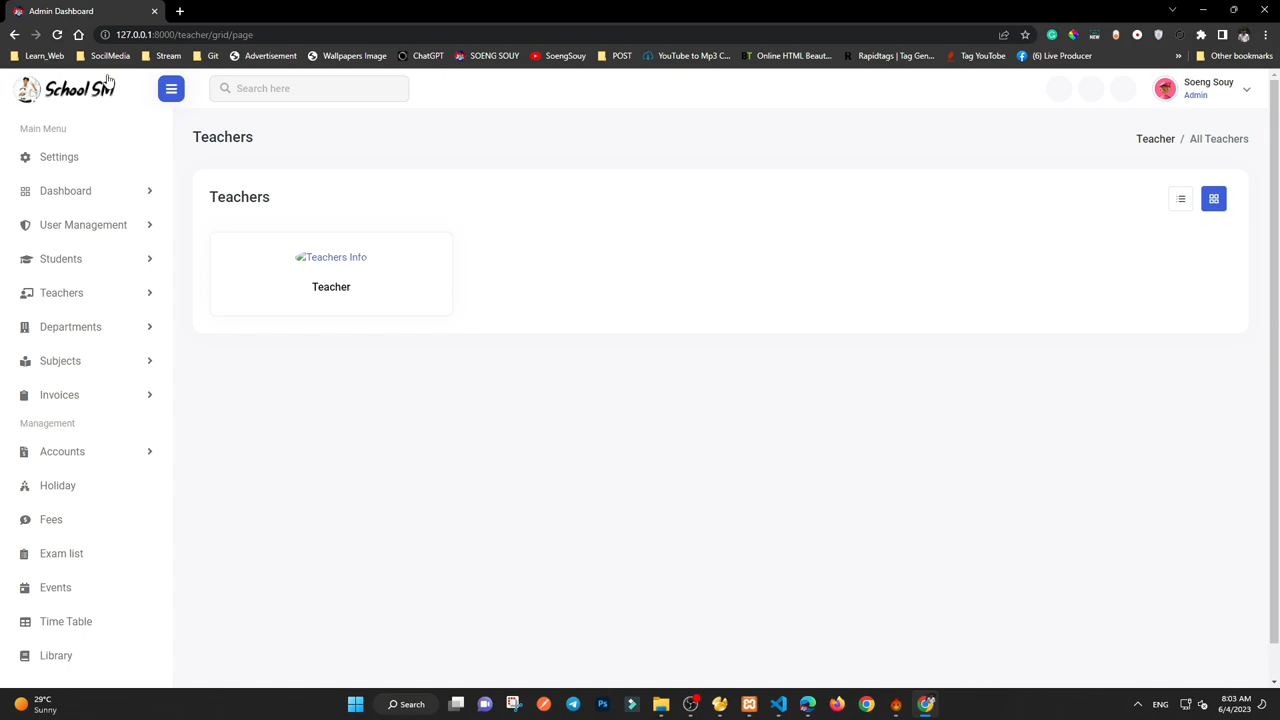 Admin Dashboard
127.0.0.1:8000/teacher/grid/page
Learn_Web
SocilMedia
Stream
Git
Advertisement
Wallpapers Image
ChatGPT
SOENG SOUY
SoengSouy
POST
YouTube to Mp3 C...
Online HTML Beaut...
Rapidtags | Tag Gen...
Tag YouTube
(6) Live Producer
»
Other bookmarks
Search here
Soeng Souy
Admin
Main Menu
Settings
Dashboard
User Management
Students
Teachers
Departments
Subjects
Invoices
Management
Accounts
Holiday
Fees
Exam list
Events
Time Table
Library
Teachers
Teacher / All Teachers
Teachers
Teachers Info
Teacher
29°C
Sunny
Search
ENG
8:03 AM
6/4/2023